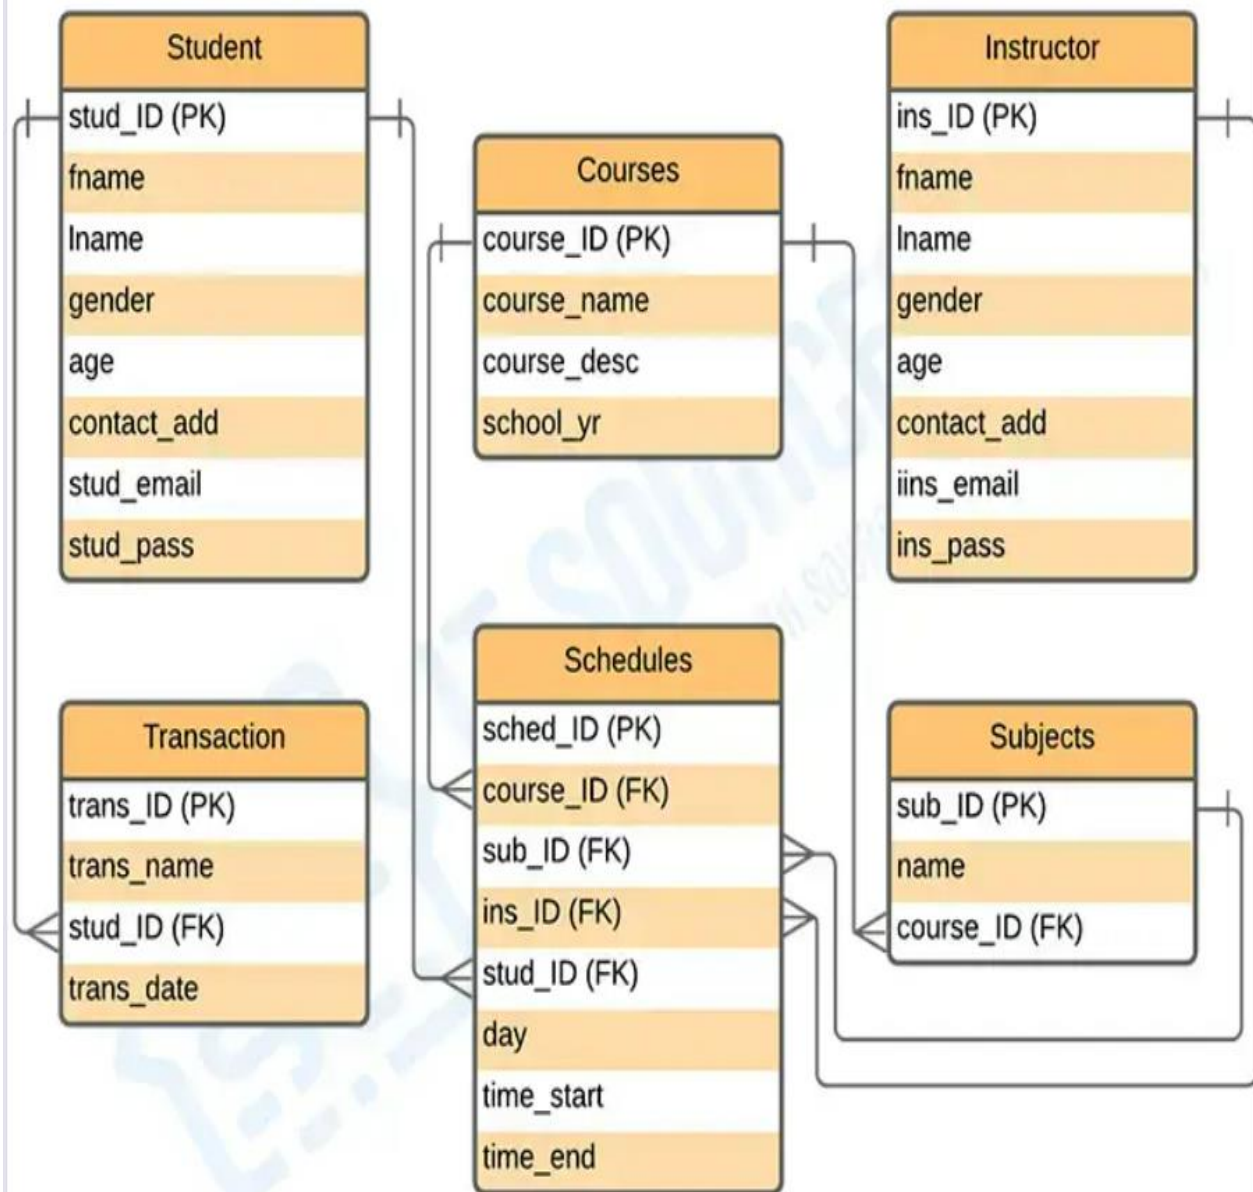 Student
stud_ID (PK)
fname
lname
gender
age
contact_add
stud_email
stud_pass
Courses
course_ID (PK)
course_name
course_desc
school_yr
Instructor
ins_ID (PK)
fname
lname
gender
age
contact_add
iins_email
ins_pass
Transaction
trans_ID (PK)
trans_name
stud_ID (FK)
trans_date
Schedules
sched_ID (PK)
course_ID (FK)
sub_ID (FK)
ins_ID (FK)
stud_ID (FK)
day
time_start
time_end
Subjects
sub_ID (PK)
name
course_ID (FK)
IT SOURCE